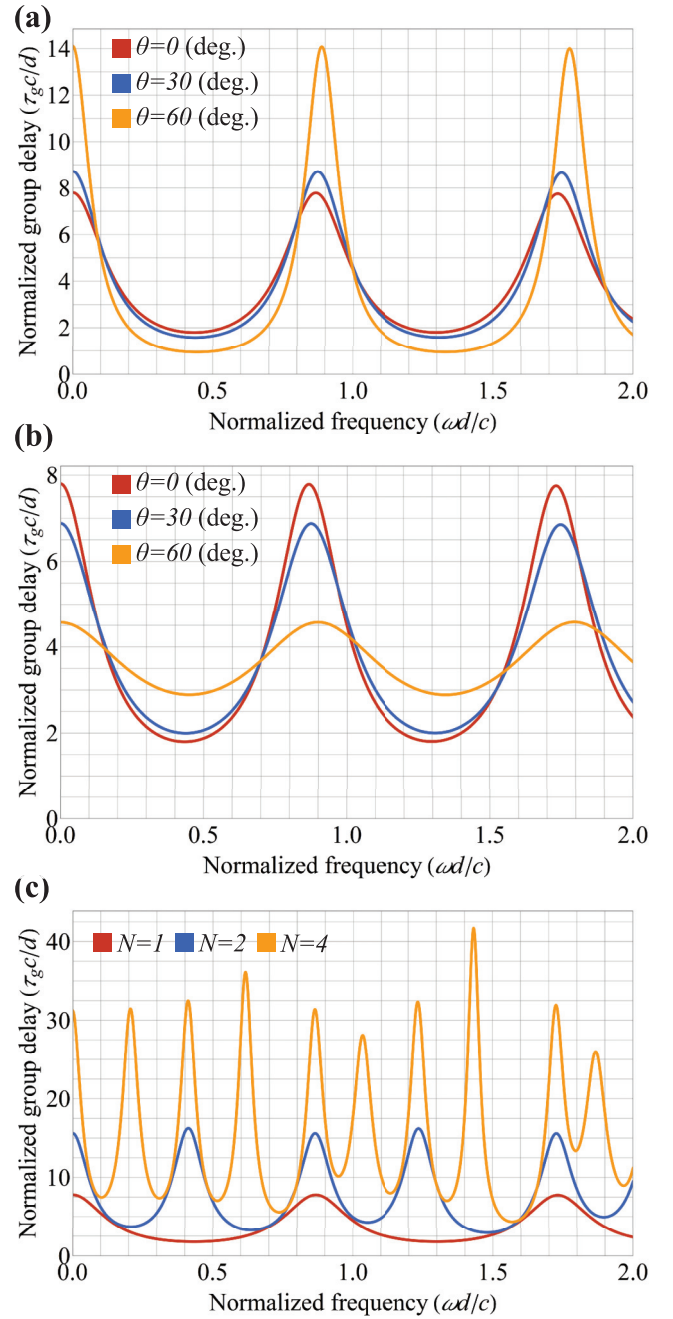 (a)
Normalized group delay (τgc/d)
14
12
10
8
6
4
2
0
θ=0 (deg.)
θ=30 (deg.)
θ=60 (deg.)
0.0 0.5 1.0 1.5 2.0
Normalized frequency (ωd/c)
(b)
Normalized group delay (τgc/d)
8
6
4
2
0
θ=0 (deg.)
θ=30 (deg.)
θ=60 (deg.)
0.0 0.5 1.0 1.5 2.0
Normalized frequency (ωd/c)
(c)
Normalized group delay (τgc/d)
40
30
20
10
0
N=1 N=2 N=4
0.0 0.5 1.0 1.5 2.0
Normalized frequency (ωd/c)